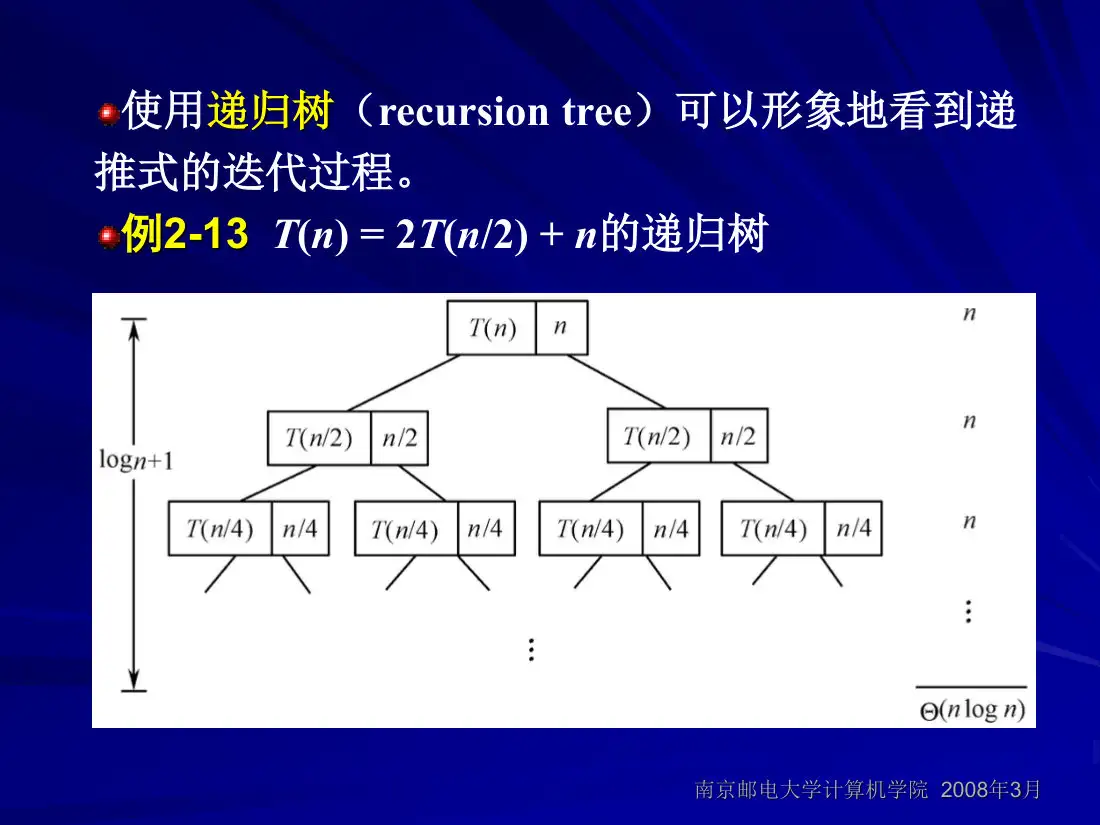 使用递归树（recursion tree）可以形象地看到递
推式的迭代过程。
例2-13 T(n) = 2T(n/2) + n的递归树
T(n) n n
T(n/2) n/2 T(n/2) n/2 n
logn+1
T(n/4) n/4 T(n/4) n/4 T(n/4) n/4 T(n/4) n/4 n
⋮
⋮
Θ(n log n)
南京邮电大学计算机学院 2008年3月